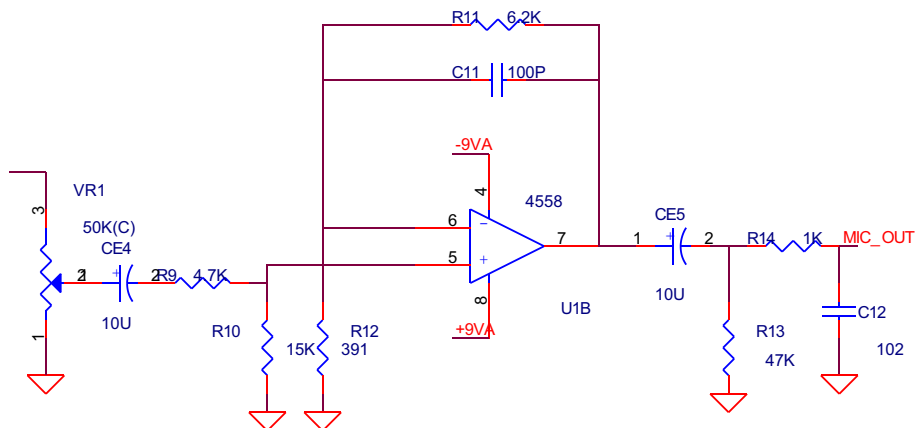 R11 6.2K
C11 100P
-9VA
4
3
VR1
4558
50K(C)
CE4
6
7
CE5
5
1
2
R14 1K
MIC_OUT
2
1
2
R9 4.7K
8
U1B
10U
C12
1
10U
R10
R12
+9VA
R13
15K
391
47K
102